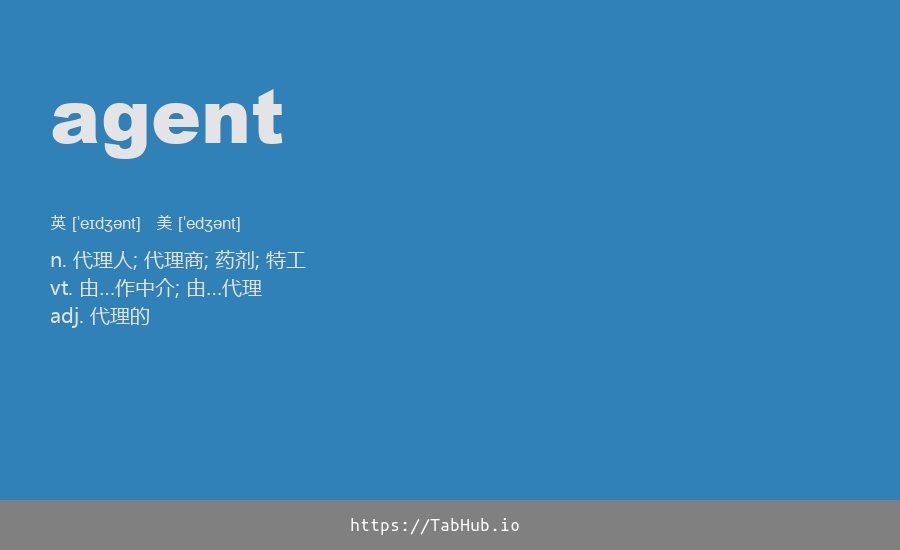 agent
英 [ˈeɪdʒənt] 美 [ˈedʒənt]
n. 代理人; 代理商; 药剂; 特工
vt. 由...作中介; 由...代理
adj. 代理的
https://TabHub.io